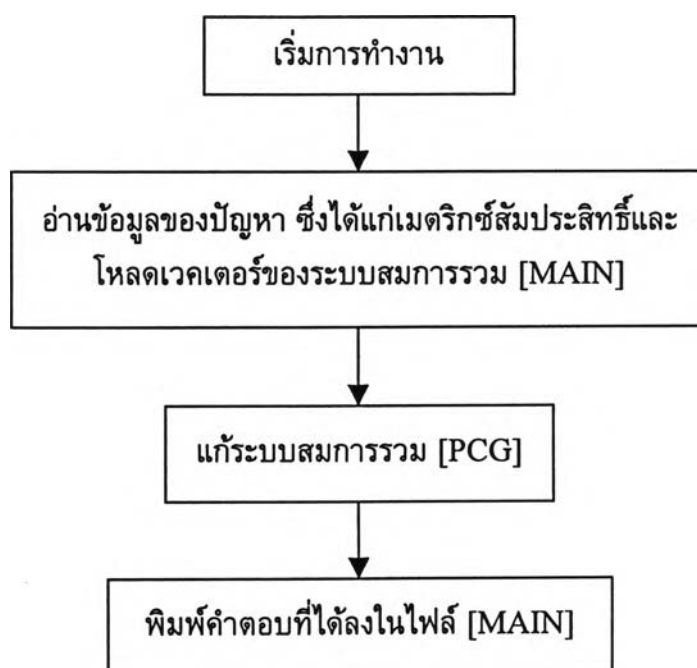 เริ่มการทำงาน
อ่านข้อมูลของปัญหา ซึ่งได้แก่เมตริกซ์สัมประสิทธิ์และ
โหลดเวคเตอร์ของระบบสมการรวม [MAIN]
แก้ระบบสมการรวม [PCG]
พิมพ์คำตอบที่ได้ลงในไฟล์ [MAIN]